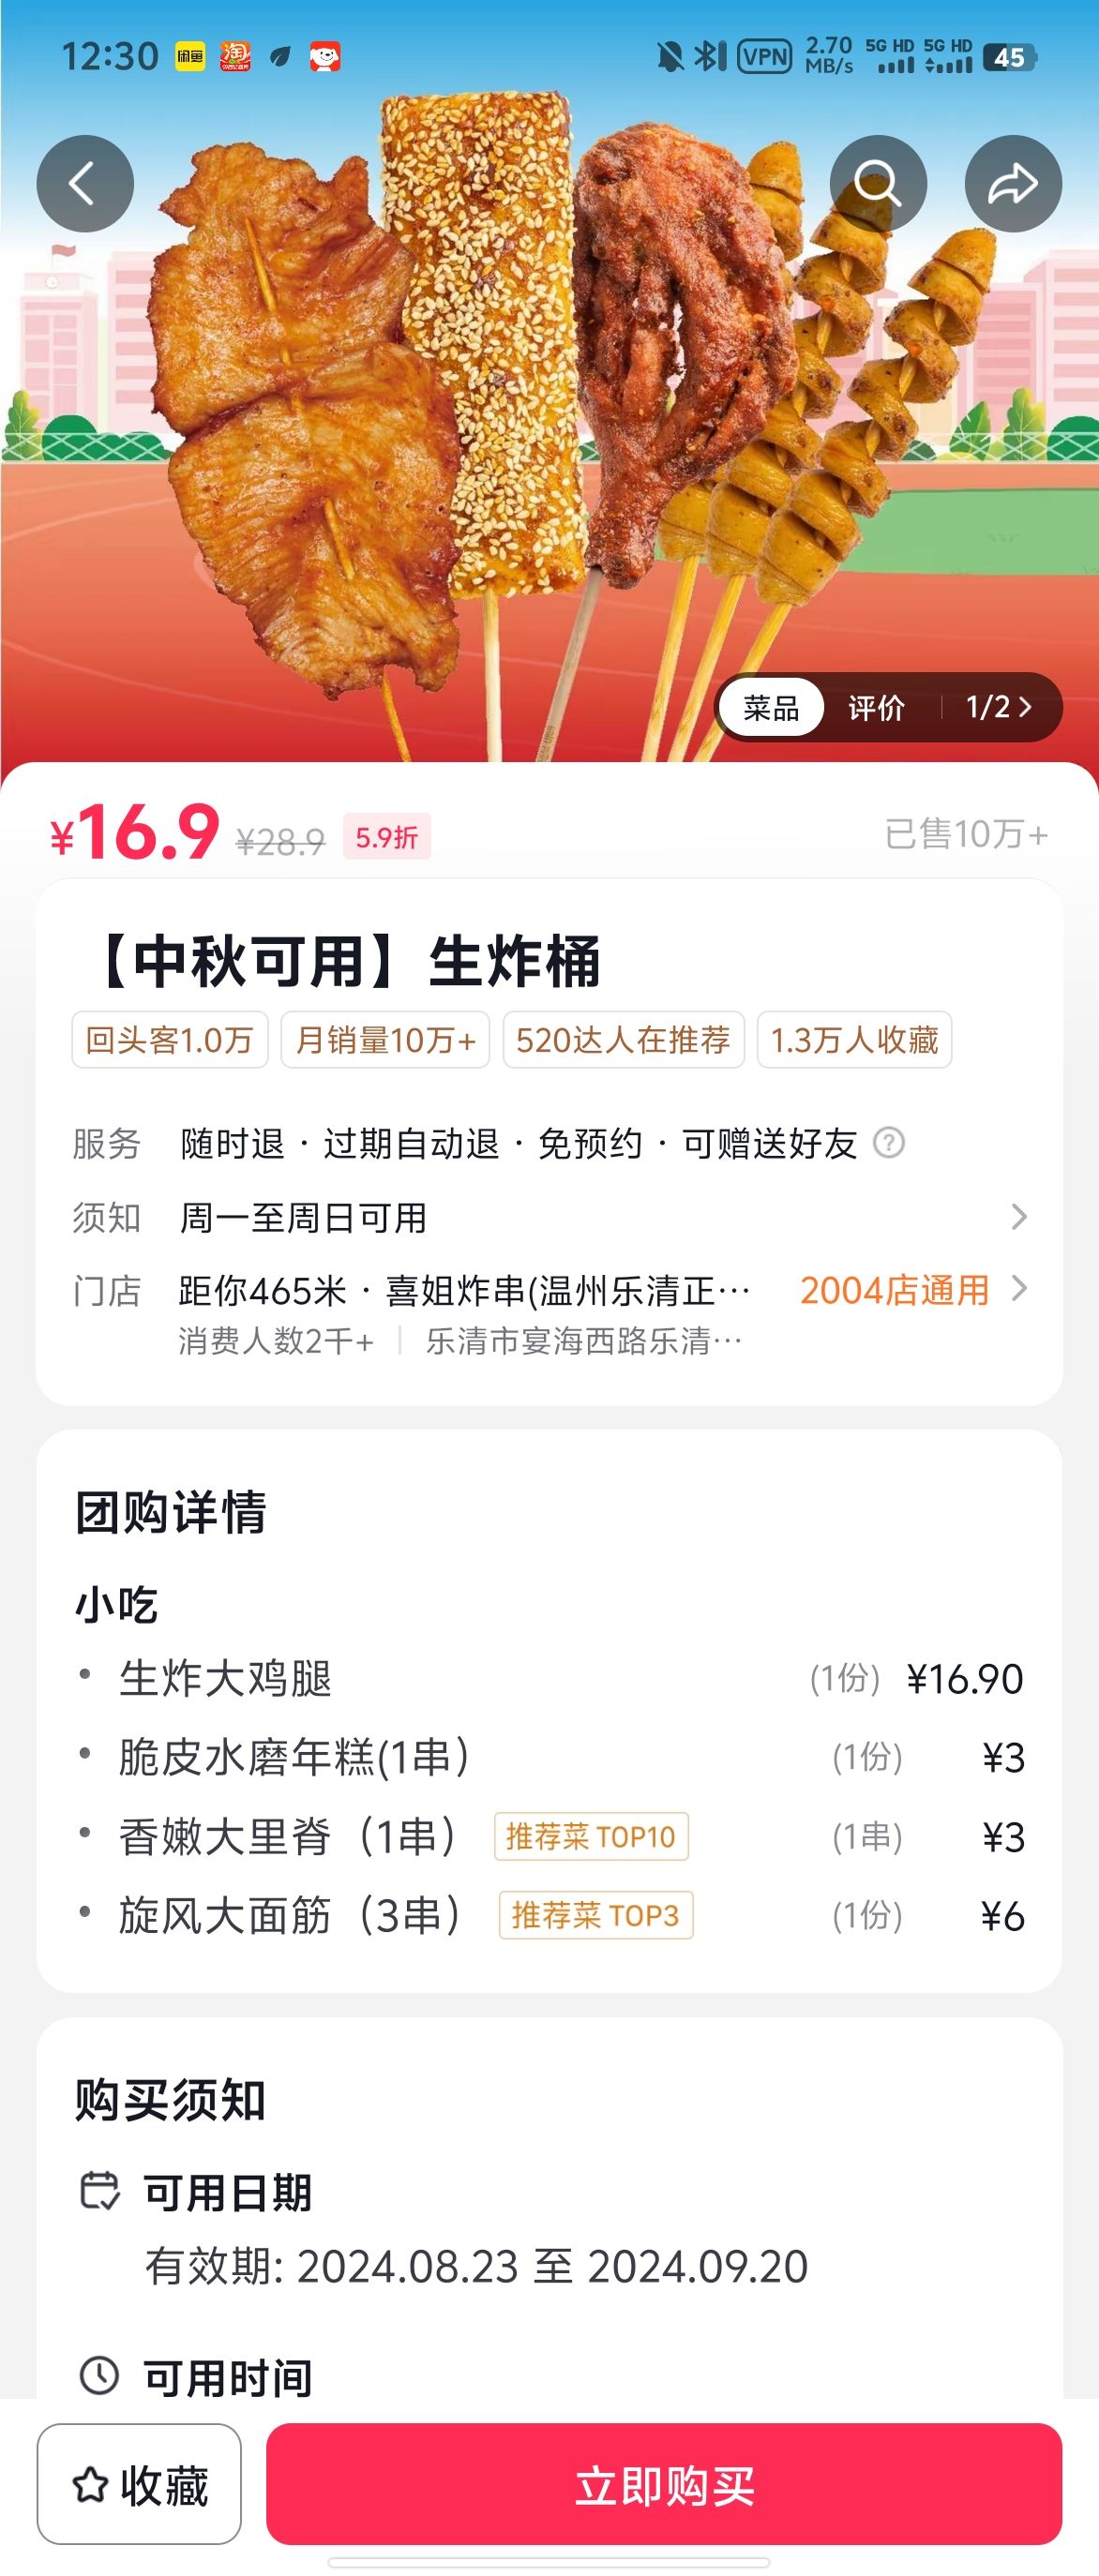 12:30 闲鱼 淘 VPN 2.70 MB/s 5G HD 5G HD 45
菜品 评价 1/2
¥16.9 ¥28.9 5.9折 已售10万+
【中秋可用】生炸桶
回头客1.0万 月销量10万+ 520达人在推荐 1.3万人收藏
服务 随时退 · 过期自动退 · 免预约 · 可赠送好友 ?
须知 周一至周日可用
门店 距你465米 · 喜姐炸串(温州乐清正… 2004店通用
消费人数2千+ | 乐清市宴海西路乐清…
团购详情
小吃
• 生炸大鸡腿 (1份) ¥16.90
• 脆皮水磨年糕(1串） (1份) ¥3
• 香嫩大里脊（1串） 推荐菜 TOP10 (1串) ¥3
• 旋风大面筋（3串） 推荐菜 TOP3 (1份) ¥6
购买须知
可用日期
有效期: 2024.08.23 至 2024.09.20
可用时间
收藏 立即购买